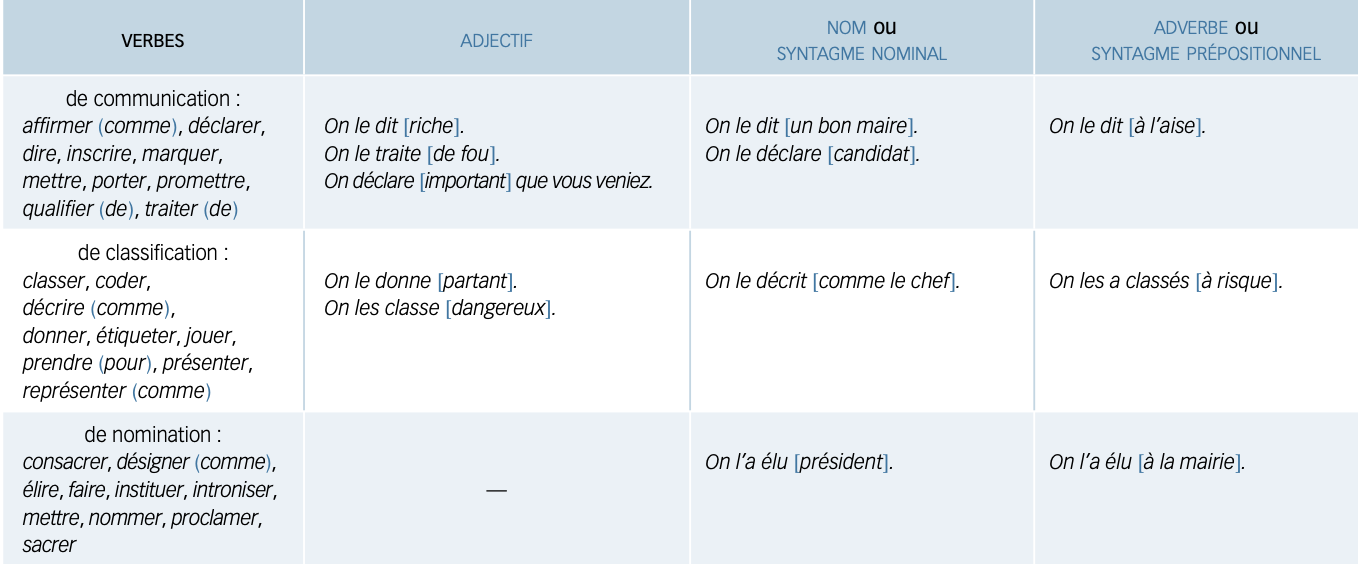 VERBES
ADJECTIF
NOM ou
SYNTAGME NOMINAL
ADVERBE ou
SYNTAGME PRÉPOSITIONNEL
de communication :
affirmer (comme), déclarer,
dire, inscrire, marquer,
mettre, porter, promettre,
qualifier (de), traiter (de)
On le dit [riche].
On le traite [de fou].
On déclare [important] que vous veniez.
On le dit [un bon maire].
On le déclare [candidat].
On le dit [à l’aise].
de classification :
classer, coder,
décrire (comme),
donner, étiqueter, jouer,
prendre (pour), présenter,
représenter (comme)
On le donne [partant].
On les classe [dangereux].
On le décrit [comme le chef].
On les a classés [à risque].
de nomination :
consacrer, désigner (comme),
élire, faire, instituer, introniser,
mettre, nommer, proclamer,
sacrer
—
On l’a élu [président].
On l’a élu [à la mairie].